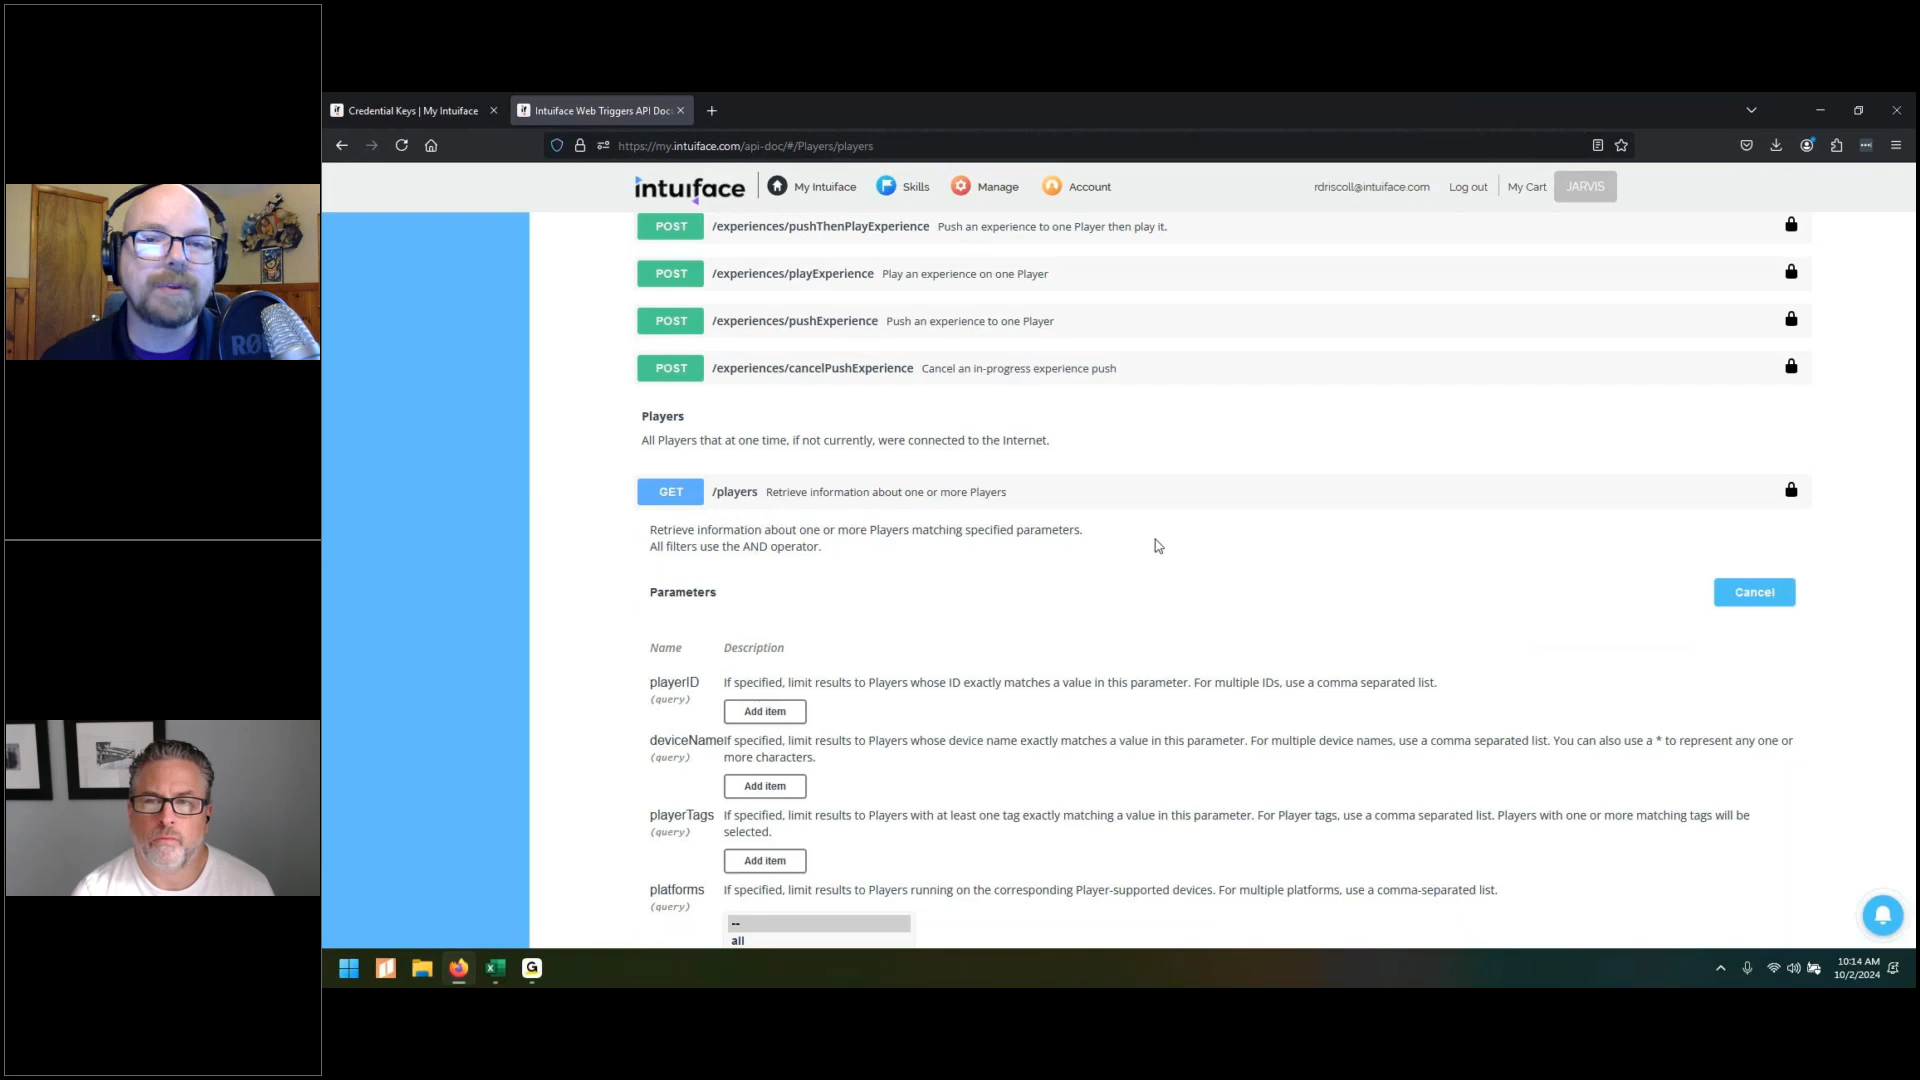 Credential Keys | My Intuiface
Intuiface Web Triggers API Doc
https://my.intuiface.com/api-doc/#/Players/players
intuıface
My Intuiface
Skills
Manage
Account
rdriscoll@intuiface.com
Log out
My Cart
JARVIS
POST /experiences/pushThenPlayExperience Push an experience to one Player then play it.
POST /experiences/playExperience Play an experience on one Player
POST /experiences/pushExperience Push an experience to one Player
POST /experiences/cancelPushExperience Cancel an in-progress experience push
Players
All Players that at one time, if not currently, were connected to the Internet.
GET /players Retrieve information about one or more Players
Retrieve information about one or more Players matching specified parameters.
All filters use the AND operator.
Parameters
Cancel
Name Description
playerID If specified, limit results to Players whose ID exactly matches a value in this parameter. For multiple IDs, use a comma separated list.
(query)
Add item
deviceName If specified, limit results to Players whose device name exactly matches a value in this parameter. For multiple device names, use a comma separated list. You can also use a * to represent any one or
(query) more characters.
Add item
playerTags If specified, limit results to Players with at least one tag exactly matching a value in this parameter. For Player tags, use a comma separated list. Players with one or more matching tags will be
(query) selected.
Add item
platforms If specified, limit results to Players running on the corresponding Player-supported devices. For multiple platforms, use a comma-separated list.
(query)
--
all
10:14 AM
10/2/2024